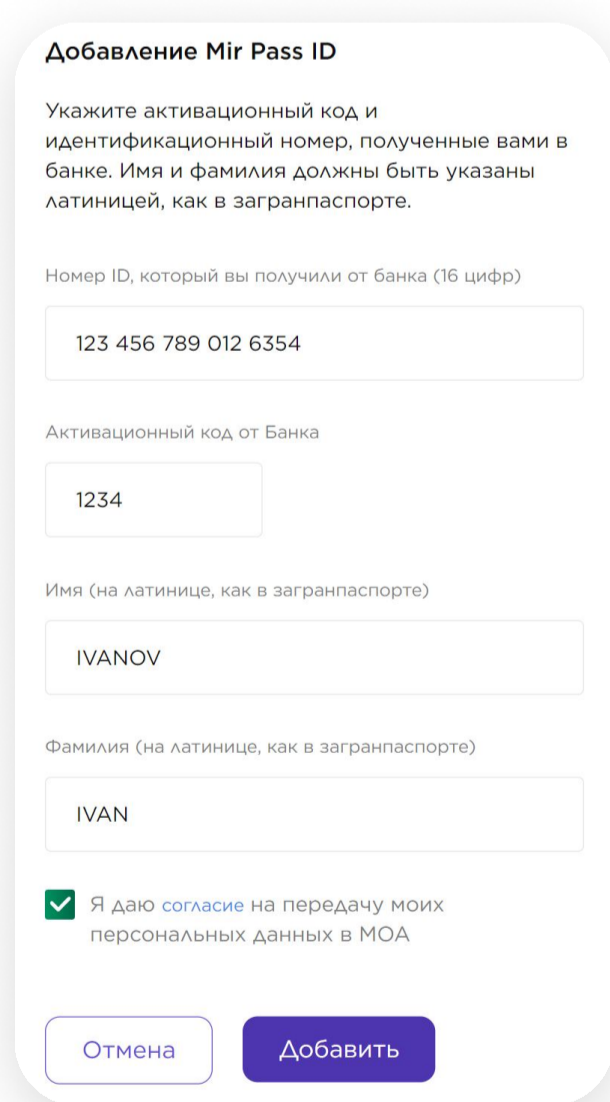 Добавление Mir Pass ID
Укажите активационный код и
идентификационный номер, полученные вами в
банке. Имя и фамилия должны быть указаны
латиницей, как в загранпаспорте.
Номер ID, который вы получили от банка (16 цифр)
123 456 789 012 6354
Активационный код от Банка
1234
Имя (на латинице, как в загранпаспорте)
IVANOV
Фамилия (на латинице, как в загранпаспорте)
IVAN
Я даю согласие на передачу моих
персональных данных в МОА
Отмена
Добавить